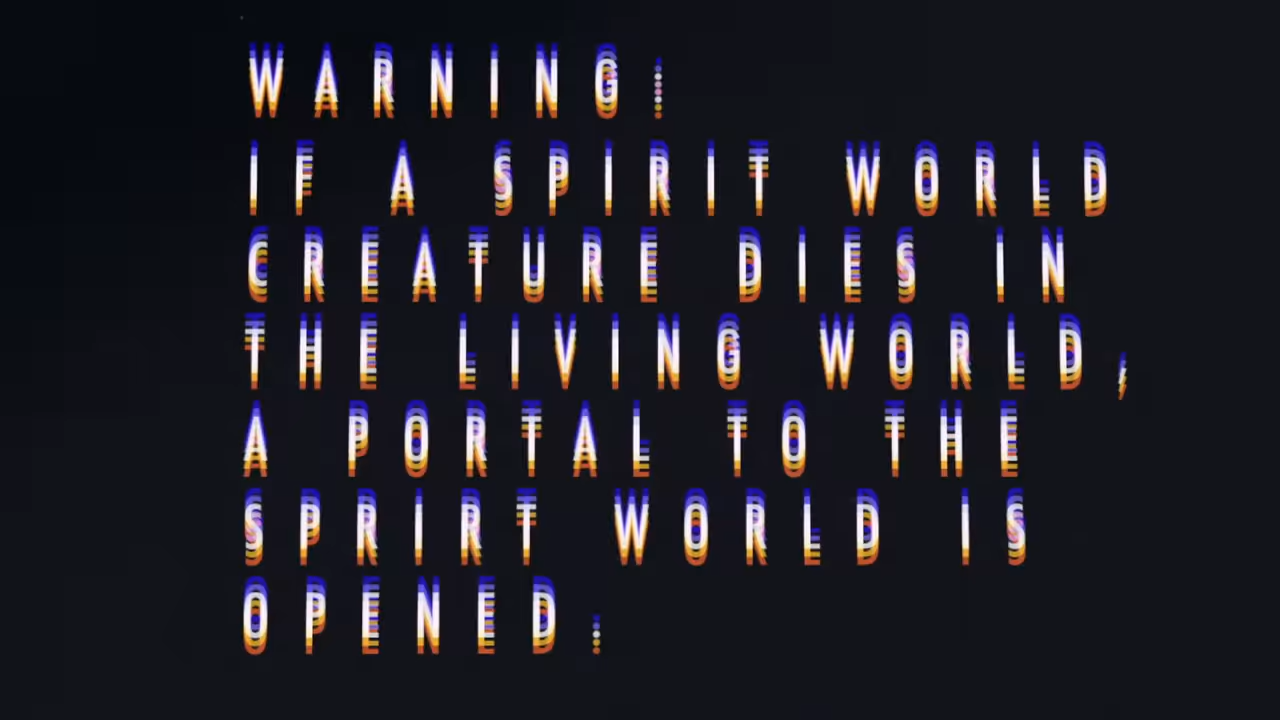 WARNING:
IF A SPIRIT WORLD
CREATURE DIES IN
THE LIVING WORLD,
A PORTAL TO THE
SPRIRT WORLD IS
OPENED.